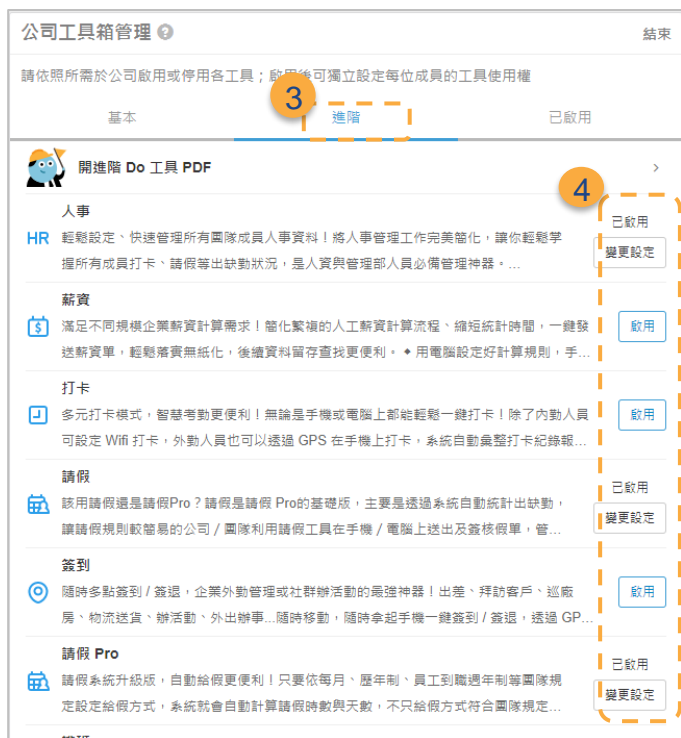 公司工具箱管理 ?
結束
請依照所需於公司啟用或停用各工具；啟用後可獨立設定每位成員的工具使用權
3
基本
進階
已啟用
開進階 Do 工具 PDF
4
人事
已啟用
HR 輕鬆設定、快速管理所有團隊成員人事資料！將人事管理工作完美簡化，讓你輕鬆掌
變更設定
握所有成員打卡、請假等出缺勤狀況，是人資與管理部人員必備管理神器。...
薪資
滿足不同規模企業薪資計算需求！簡化繁複的人工薪資計算流程、縮短統計時間，一鍵發
啟用
送薪資單，輕鬆落實無紙化，後續資料留存查找更便利。◆ 用電腦設定好計算規則，手...
打卡
多元打卡模式，智慧考勤更便利！無論是手機或電腦上都能輕鬆一鍵打卡！除了內勤人員
啟用
可設定 Wifi 打卡，外勤人員也可以透過 GPS 在手機上打卡，系統自動彙整打卡紀錄報...
請假
已啟用
該用請假還是請假Pro？請假是請假 Pro的基礎版，主要是透過系統自動統計出缺勤，
變更設定
讓請假規則較簡易的公司 / 團隊利用請假工具在手機 / 電腦上送出及簽核假單，管...
簽到
隨時多點簽到 / 簽退，企業外勤管理或社群辦活動的最強神器！出差、拜訪客戶、巡廠
啟用
房、物流送貨、辦活動、外出辦事...隨時移動，隨時拿起手機一鍵簽到 / 簽退，透過 GP...
請假 Pro
已啟用
請假系統升級版，自動給假更便利！只要依每月、歷年制、員工到職週年制等團隊規
變更設定
定設定給假方式，系統就會自動計算請假時數與天數，不只給假方式符合團隊規定...